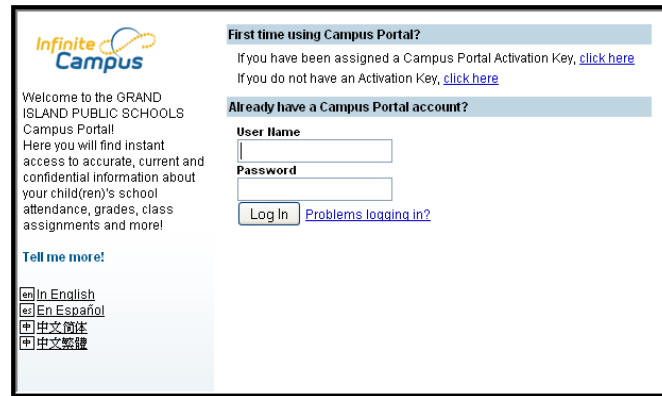 Infinite
Campus
Welcome to the GRAND
ISLAND PUBLIC SCHOOLS
Campus Portal!
Here you will find instant
access to accurate, current and
confidential information about
your child(ren)'s school
attendance, grades, class
assignments and more!
Tell me more!
en In English
es En Español
中 中文简体
中 中文繁體
First time using Campus Portal?
If you have been assigned a Campus Portal Activation Key, click here
If you do not have an Activation Key, click here
Already have a Campus Portal account?
User Name
Password
Log In Problems logging in?